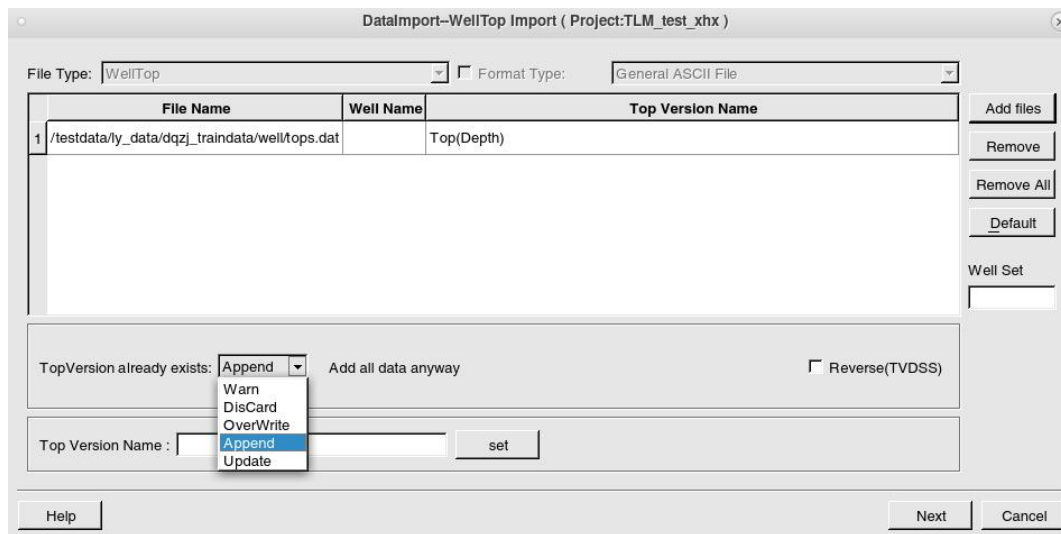 DataImport--WellTop Import ( Project:TLM_test_xhx )
File Type: WellTop Format Type: General ASCII File
File Name Well Name Top Version Name
1 /testdata/ly_data/dqzj_traindata/well/tops.dat Top(Depth)
Add files
Remove
Remove All
Default
Well Set
TopVersion already exists: Append Add all data anyway Reverse(TVDSS)
Warn
DisCard
OverWrite
Append
Update
Top Version Name : set
Help Next Cancel